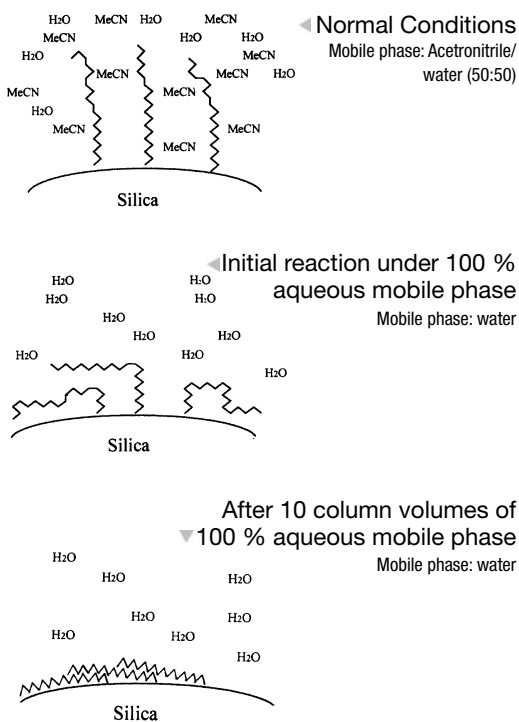 H2O MeCN H2O MeCN
MeCN H2O H2O H2O
H2O MeCN
MeCN MeCN H2O
MeCN MeCN
H2O
MeCN MeCN
MeCN
Silica
Normal Conditions
Mobile phase: Acetronitrile/
water (50:50)
Initial reaction under 100 %
aqueous mobile phase
Mobile phase: water
H2O H2O
H2O H2O
H2O
H2O H2O
H2O H2O
H2O
Silica
After 10 column volumes of
100 % aqueous mobile phase
Mobile phase: water
H2O
H2O H2O
H2O H2O
H2O H2O
H2O
Silica